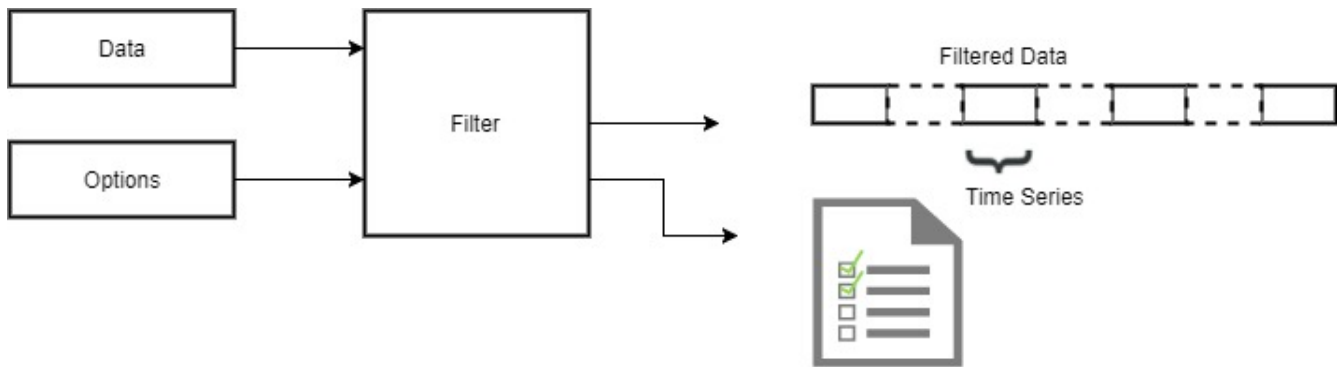 Data
Options
Filter
Filtered Data
Time Series